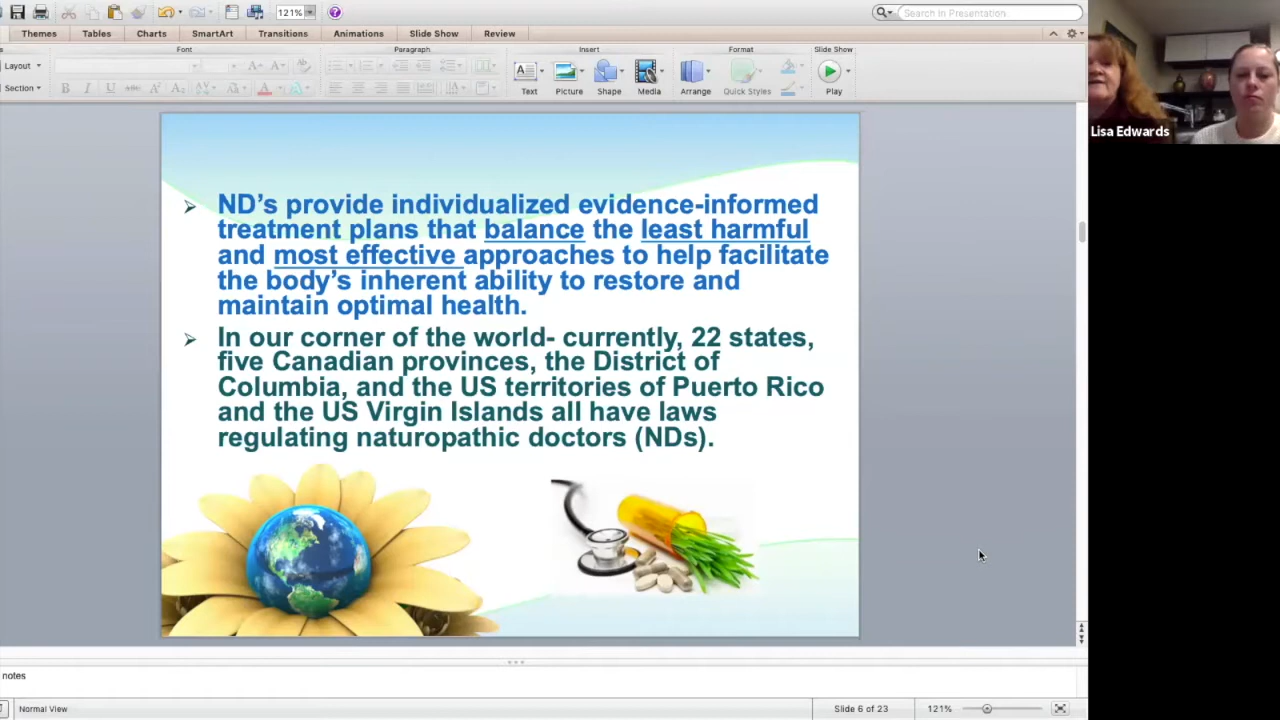 121%
Search In Presentation
Themes Tables Charts SmartArt Transitions Animations Slide Show Review
Font Paragraph Insert Format Slide Show
Layout
Section
B I U ABC A A
Text Picture Shape Media Arrange Quick Styles Play
Lisa Edwards
ND’s provide individualized evidence-informed
treatment plans that balance the least harmful
and most effective approaches to help facilitate
the body’s inherent ability to restore and
maintain optimal health.
In our corner of the world- currently, 22 states,
five Canadian provinces, the District of
Columbia, and the US territories of Puerto Rico
and the US Virgin Islands all have laws
regulating naturopathic doctors (NDs).
notes
Normal View Slide 6 of 23 121%